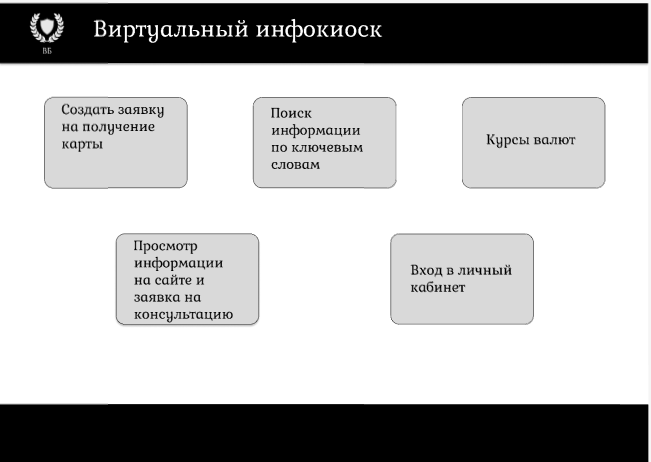 Виртуальный инфокиоск
ВБ
Создать заявку
на получение
карты
Поиск
информации
по ключевым
словам
Курсы валют
Просмотр
информации
на сайте и
заявка на
консультацию
Вход в личный
кабинет